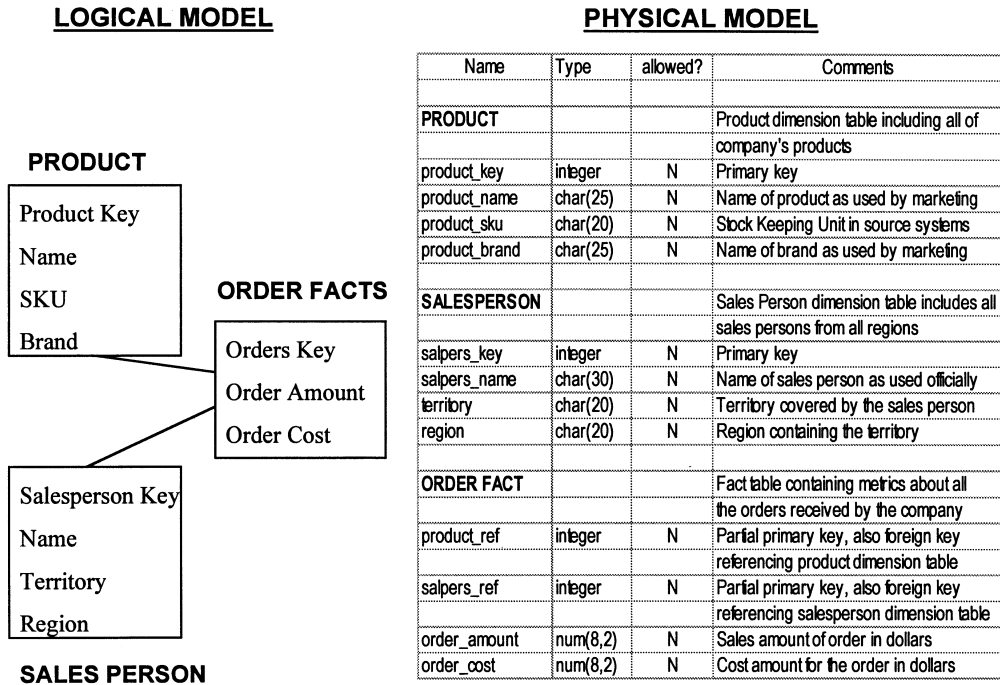 LOGICAL MODEL
PRODUCT
Product Key
Name
SKU
Brand
ORDER FACTS
Orders Key
Order Amount
Order Cost
Salesperson Key
Name
Territory
Region
SALES PERSON
PHYSICAL MODEL
Name Type allowed? Comments
PRODUCT Product dimension table including all of
company's products
product_key integer N Primary key
product_name char(25) N Name of product as used by marketing
product_sku char(20) N Stock Keeping Unit in source systems
product_brand char(25) N Name of brand as used by marketing
SALESPERSON Sales Person dimension table includes all
sales persons from all regions
salpers_key integer N Primary key
salpers_name char(30) N Name of sales person as used officially
territory char(20) N Territory covered by the sales person
region char(20) N Region containing the territory
ORDER FACT Fact table containing metrics about all
the orders received by the company
product_ref integer N Partial primary key, also foreign key
referencing product dimension table
salpers_ref integer N Partial primary key, also foreign key
referencing salesperson dimension table
order_amount num(8,2) N Sales amount of order in dollars
order_cost num(8,2) N Cost amount for the order in dollars